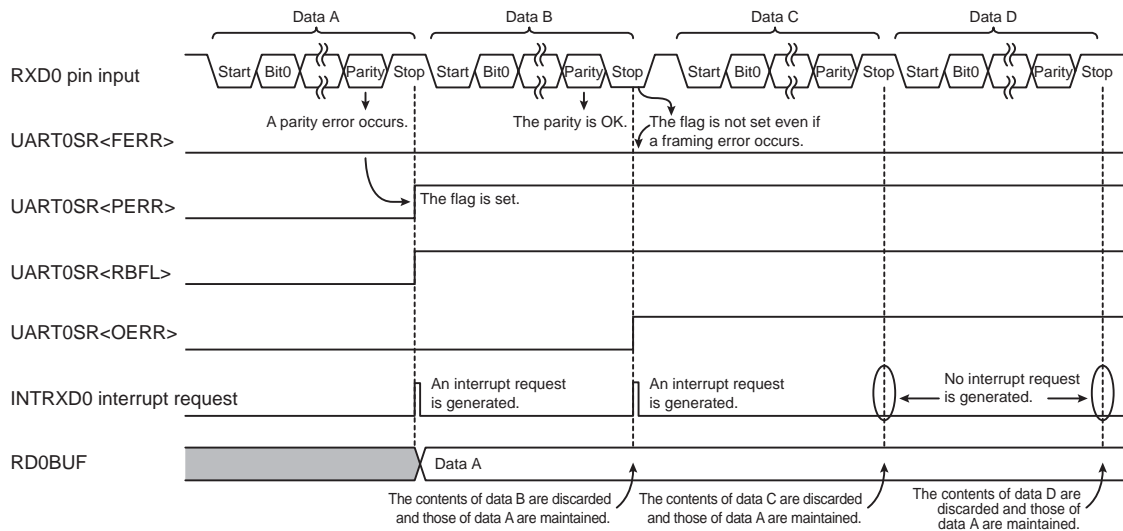 Data A Data B Data C Data D
RXD0 pin input Start Bit0 Parity Stop Start Bit0 Parity Stop Start Bit0 Parity Stop Start Bit0 Parity Stop
A parity error occurs. The parity is OK. The flag is not set even if
a framing error occurs.
UART0SR<FERR>
UART0SR<PERR> The flag is set.
UART0SR<RBFL>
UART0SR<OERR>
INTRXD0 interrupt request
An interrupt request
is generated.
An interrupt request
is generated.
No interrupt request
is generated.
RD0BUF Data A
The contents of data B are discarded
and those of data A are maintained.
The contents of data C are discarded
and those of data A are maintained.
The contents of data D are
discarded and those of
data A are maintained.